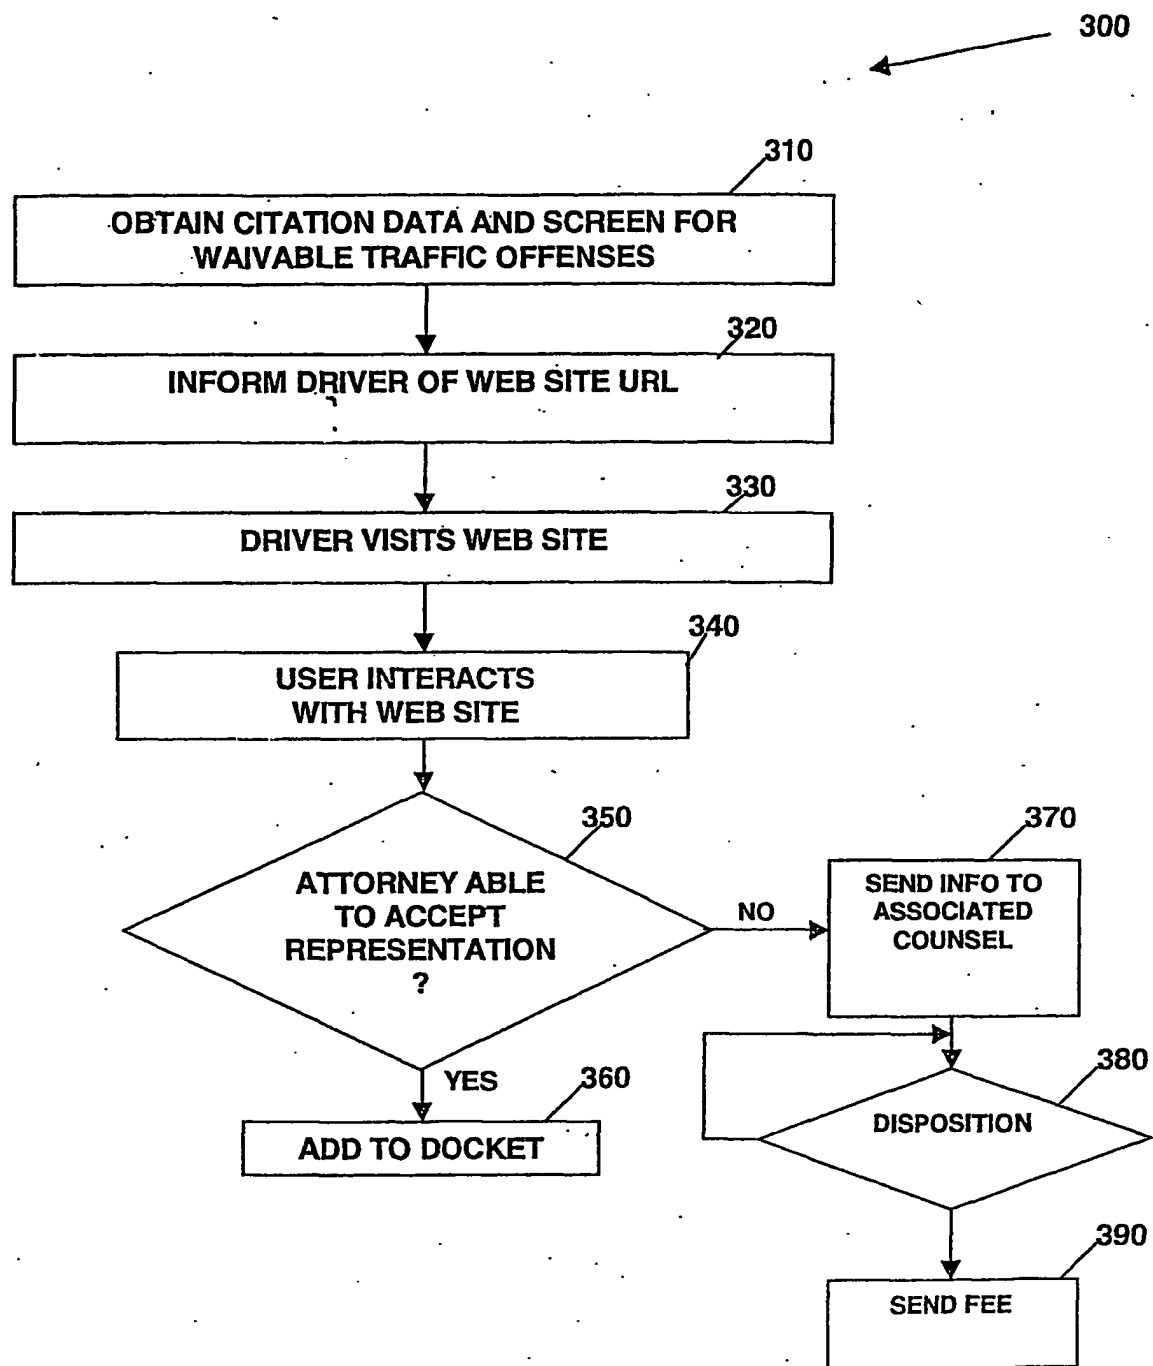 300
310
OBTAIN CITATION DATA AND SCREEN FOR
WAIVABLE TRAFFIC OFFENSES
320
INFORM DRIVER OF WEB SITE URL
330
DRIVER VISITS WEB SITE
340
USER INTERACTS
WITH WEB SITE
350
ATTORNEY ABLE
TO ACCEPT
REPRESENTATION
?
NO
370
SEND INFO TO
ASSOCIATED
COUNSEL
YES
360
ADD TO DOCKET
380
DISPOSITION
390
SEND FEE